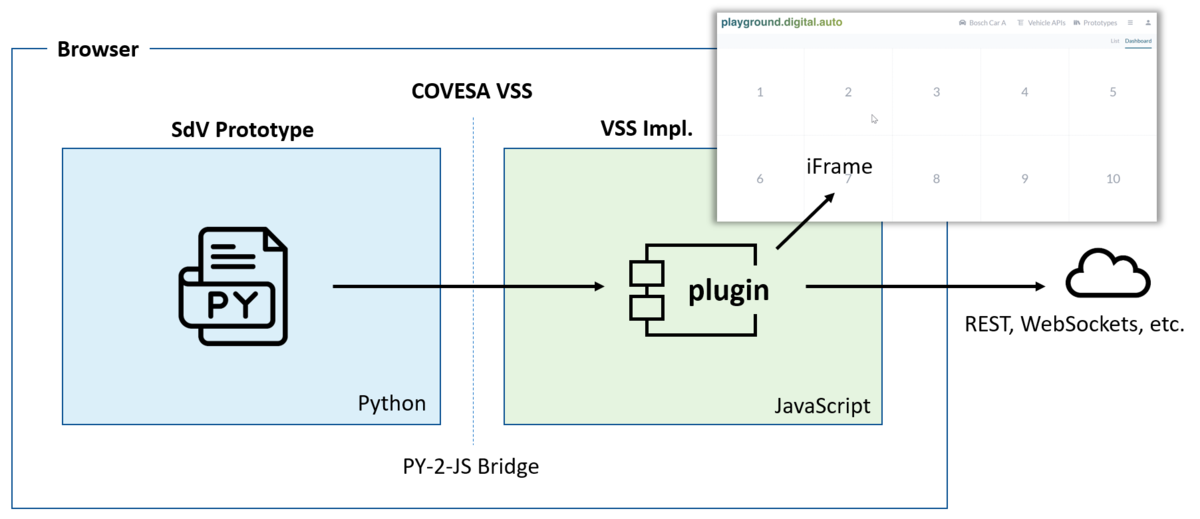 playground.digital.auto
Bosch Car A Vehicle APIs Prototypes
List Dashboard
Browser
COVESA VSS
SdV Prototype
VSS Impl.
1 2 3 4 5
iFrame
6 7 8 9 10
PY
plugin
REST, WebSockets, etc.
Python
JavaScript
PY-2-JS Bridge